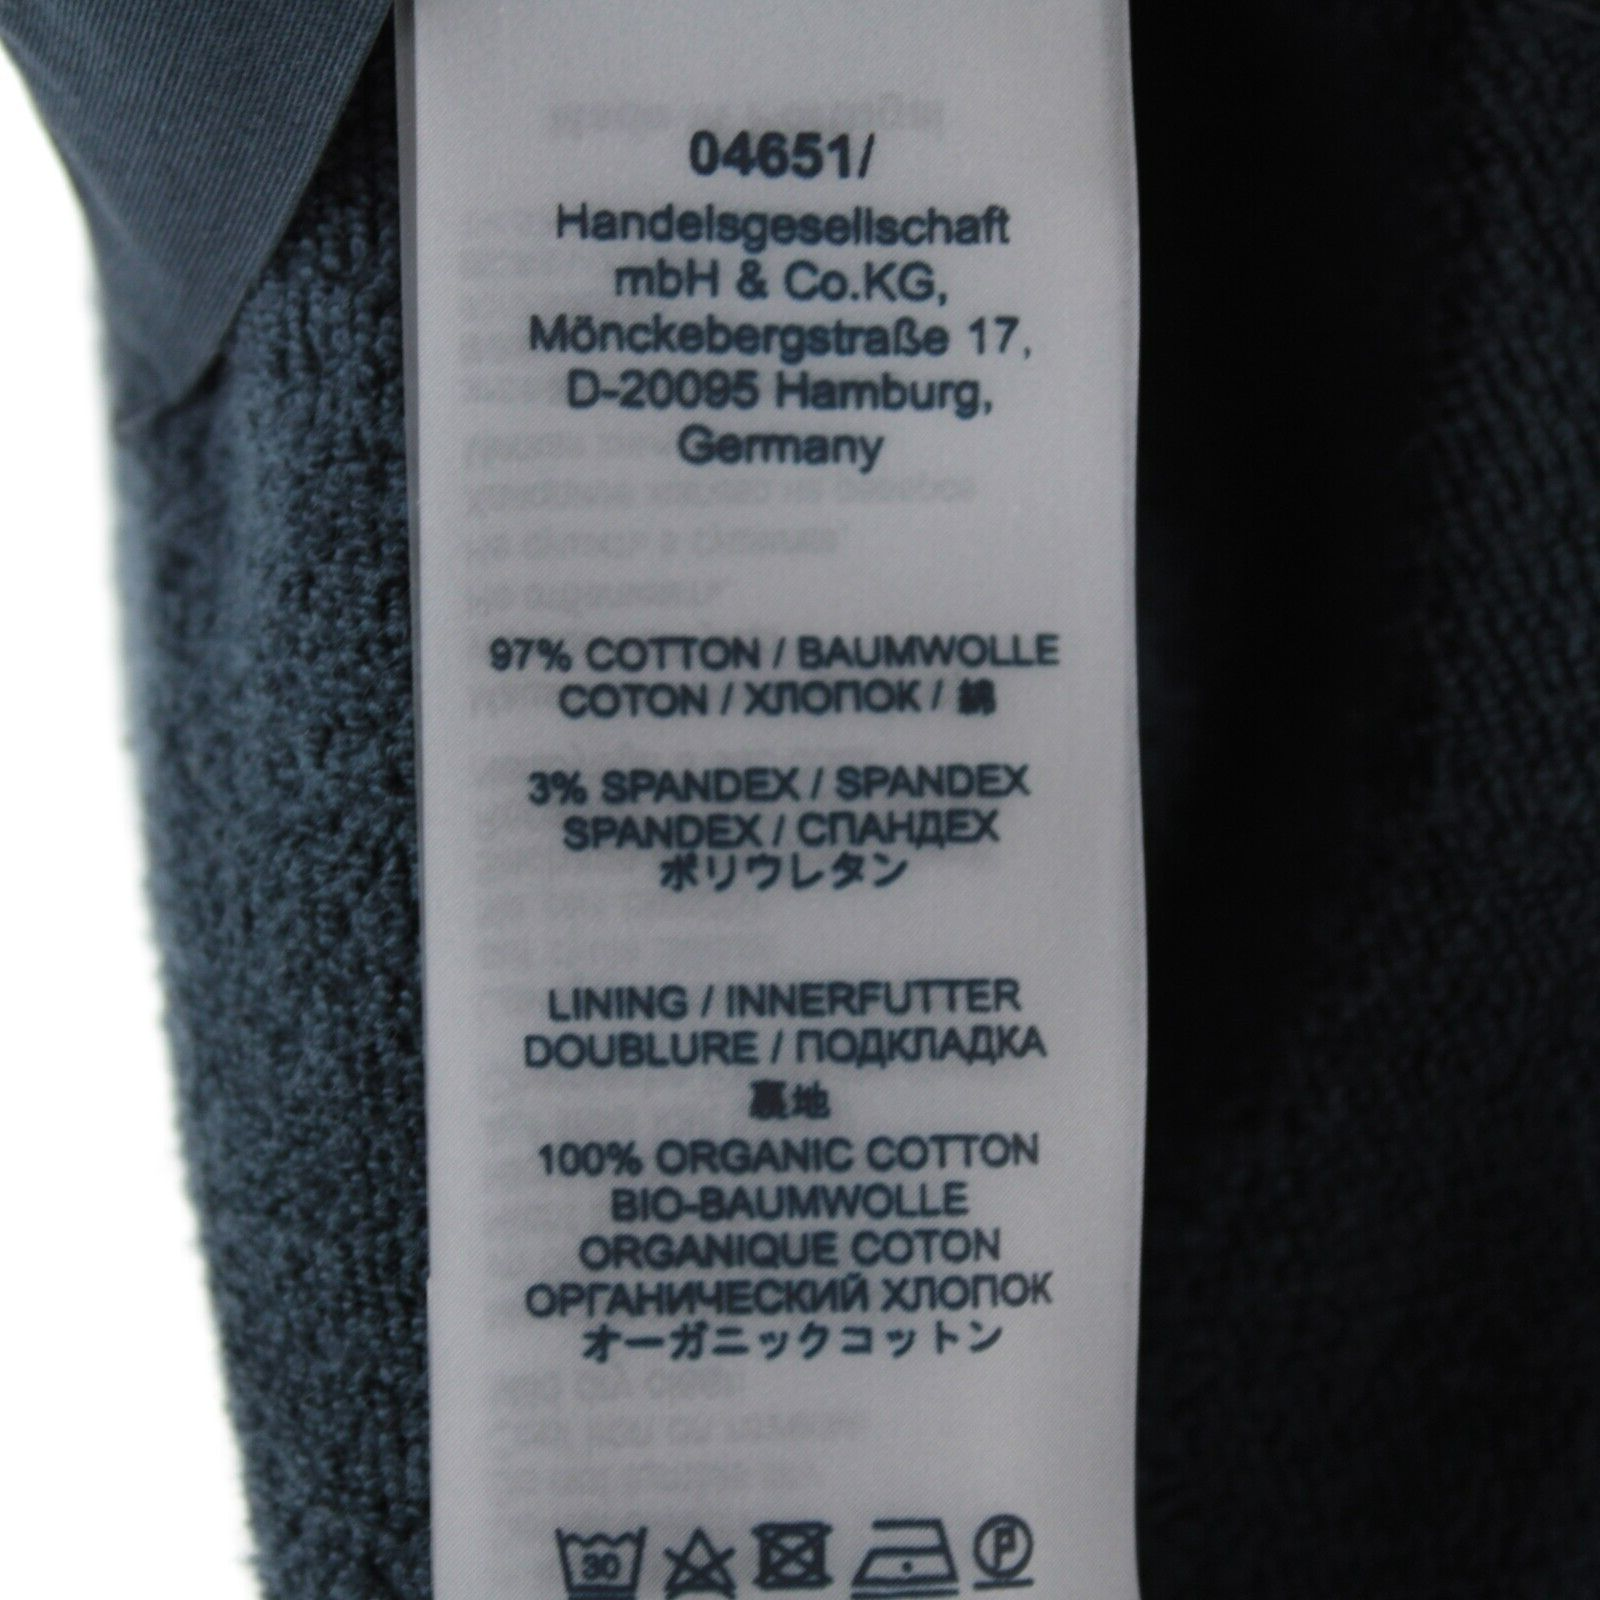 04651/
Handelsgesellschaft
mbH & Co.KG,
Mönckebergstraße 17,
D-20095 Hamburg,
Germany
97% COTTON / BAUMWOLLE
COTON / ХЛОПОК / 綿
3% SPANDEX / SPANDEX
SPANDEX / СПАНДЕХ
ポリウレタン
LINING / INNERFUTTER
DOUBLURE / ПОДКЛАДКА
裏地
100% ORGANIC COTTON
BIO-BAUMWOLLE
ORGANIQUE COTON
ОРГАНИЧЕСКИЙ ХЛОПОК
オーガニックコットン
30 P